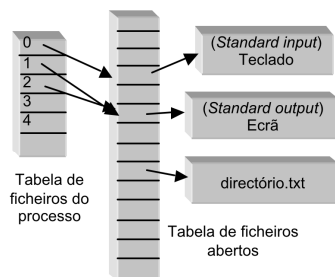 0
1
2
3
4
Tabela de
ficheiros do
processo
(Standard input)
Teclado
(Standard output)
Ecrã
directório.txt
Tabela de ficheiros
abertos